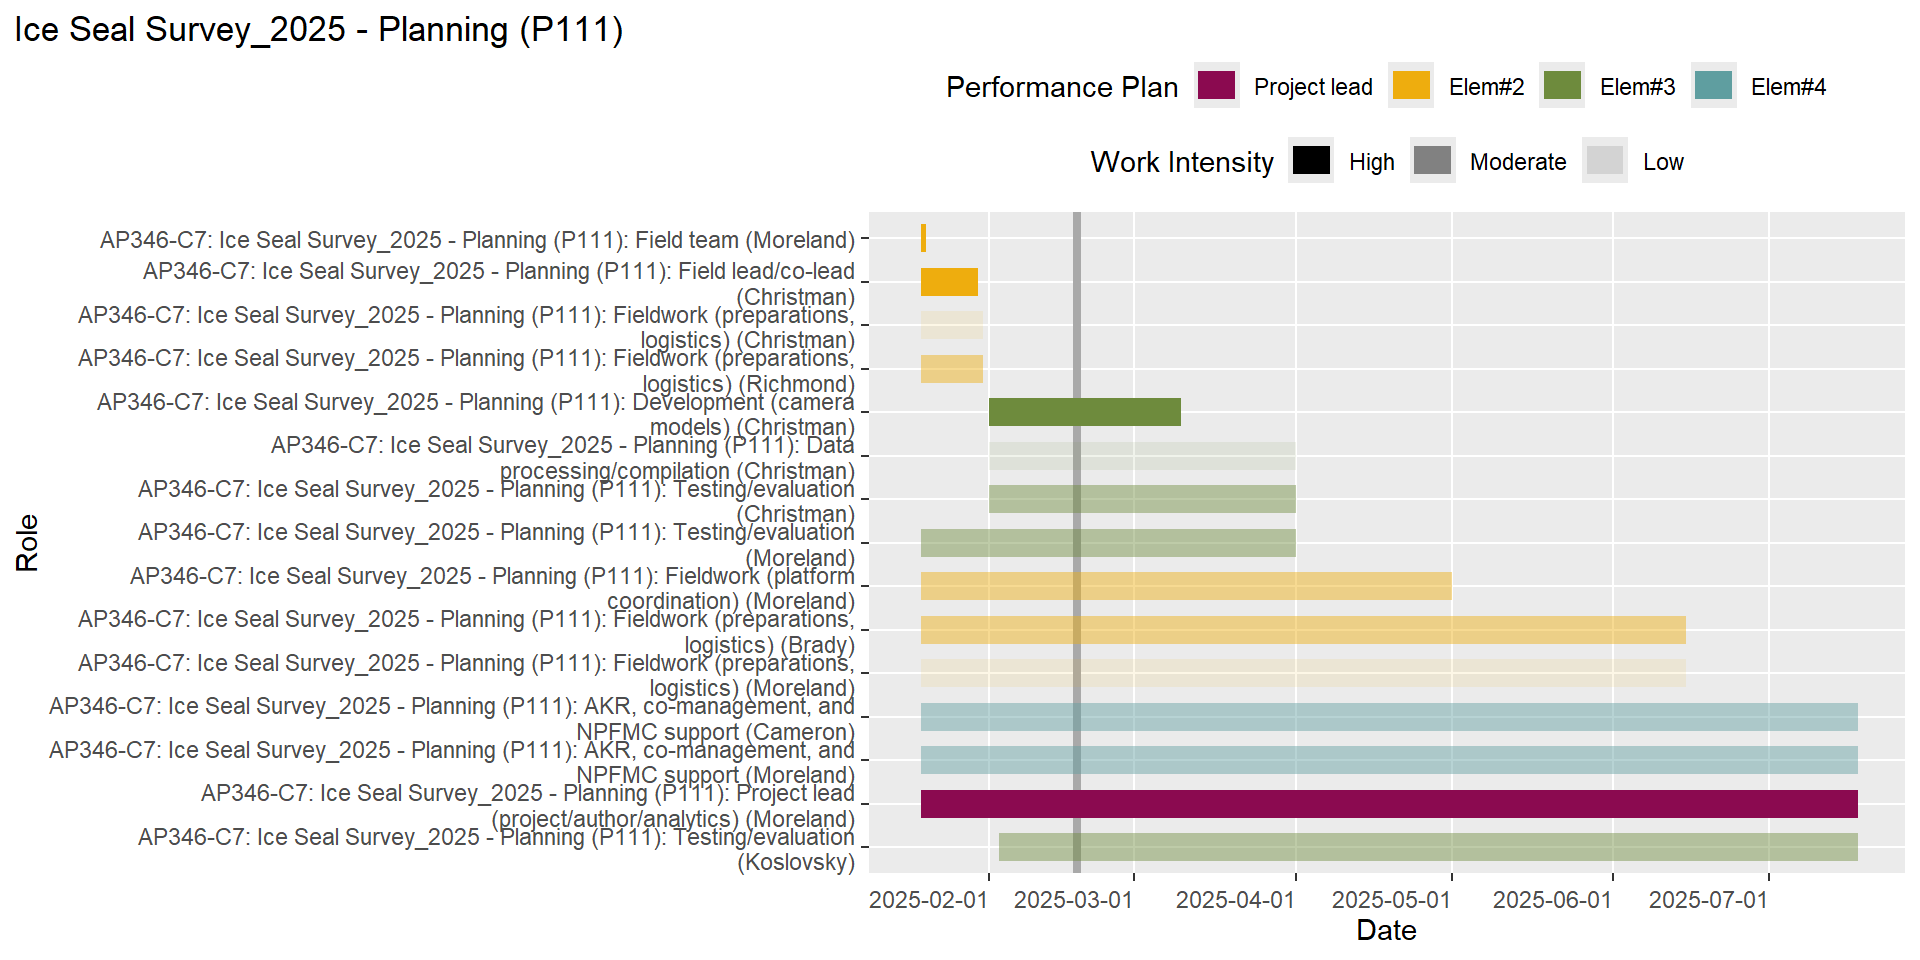 Ice Seal Survey_2025 - Planning (P111)
Performance Plan Project lead Elem#2 Elem#3 Elem#4
Work Intensity High Moderate Low
AP346-C7: Ice Seal Survey_2025 - Planning (P111): Field team (Moreland)
AP346-C7: Ice Seal Survey_2025 - Planning (P111): Field lead/co-lead
(Christman)
AP346-C7: Ice Seal Survey_2025 - Planning (P111): Fieldwork (preparations,
logistics) (Christman)
AP346-C7: Ice Seal Survey_2025 - Planning (P111): Fieldwork (preparations,
logistics) (Richmond)
AP346-C7: Ice Seal Survey_2025 - Planning (P111): Development (camera
models) (Christman)
AP346-C7: Ice Seal Survey_2025 - Planning (P111): Data
processing/compilation (Christman)
AP346-C7: Ice Seal Survey_2025 - Planning (P111): Testing/evaluation
(Christman)
AP346-C7: Ice Seal Survey_2025 - Planning (P111): Testing/evaluation
(Moreland)
AP346-C7: Ice Seal Survey_2025 - Planning (P111): Fieldwork (platform
coordination) (Moreland)
AP346-C7: Ice Seal Survey_2025 - Planning (P111): Fieldwork (preparations,
logistics) (Brady)
AP346-C7: Ice Seal Survey_2025 - Planning (P111): Fieldwork (preparations,
logistics) (Moreland)
AP346-C7: Ice Seal Survey_2025 - Planning (P111): AKR, co-management, and
NPFMC support (Cameron)
AP346-C7: Ice Seal Survey_2025 - Planning (P111): AKR, co-management, and
NPFMC support (Moreland)
AP346-C7: Ice Seal Survey_2025 - Planning (P111): Project lead
(project/author/analytics) (Moreland)
AP346-C7: Ice Seal Survey_2025 - Planning (P111): Testing/evaluation
(Koslovsky)
Role
2025-02-01 2025-03-01 2025-04-01 2025-05-01 2025-06-01 2025-07-01
Date